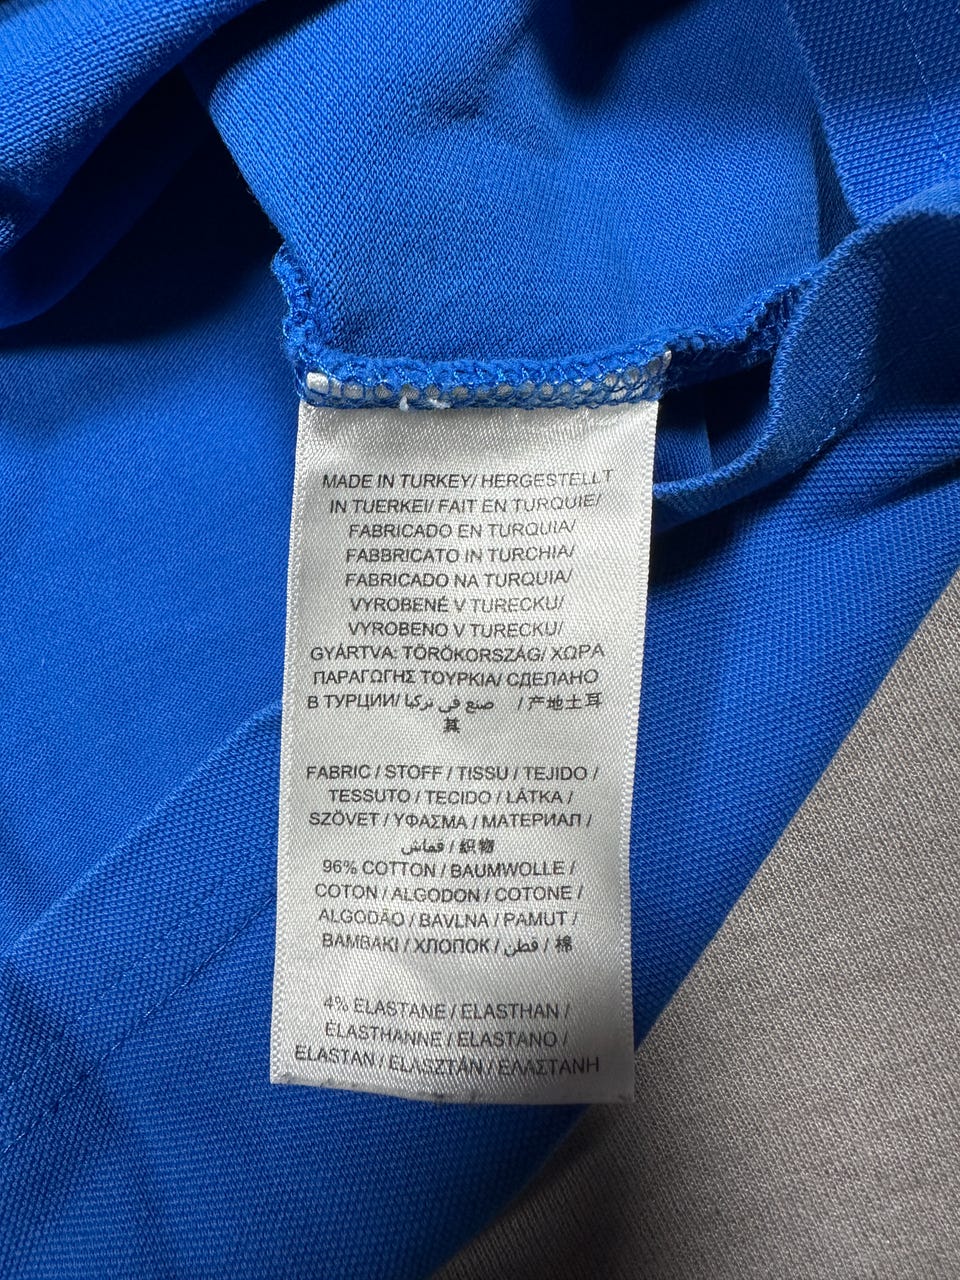 MADE IN TURKEY/ HERGESTELLT
IN TUERKEI/ FAIT EN TURQUIE/
FABRICADO EN TURQUIA/
FABBRICATO IN TURCHIA/
FABRICADO NA TURQUIA/
VYROBENÉ V TURECKU/
VYROBENO V TURECKU/
GYÁRTVA: TÖRÖKORSZÁG/ ΧΩΡΑ
ΠΑΡΑΓΩΓΗΣ ΤΟΥΡΚΙΑ/ СДЕЛАНО
В ТУРЦИИ/ صنع في تركيا / 产地土耳
其
FABRIC / STOFF / TISSU / TEJIDO /
TESSUTO / TECIDO / LÁTKA /
SZÖVET / ΥΦΑΣΜΑ / МАТЕРИАЛ /
قماش / 織物
96% COTTON / BAUMWOLLE /
COTON / ALGODON / COTONE /
ALGODÃO / BAVLNA / PAMUT /
ΒΑΜΒΑΚΙ / ХЛОПОК / قطن / 棉
4% ELASTANE / ELASTHAN /
ÉLASTHANNE / ELASTANO /
ELASTAN / ELASZTÁN / ΕΛΑΣΤΑΝΗ